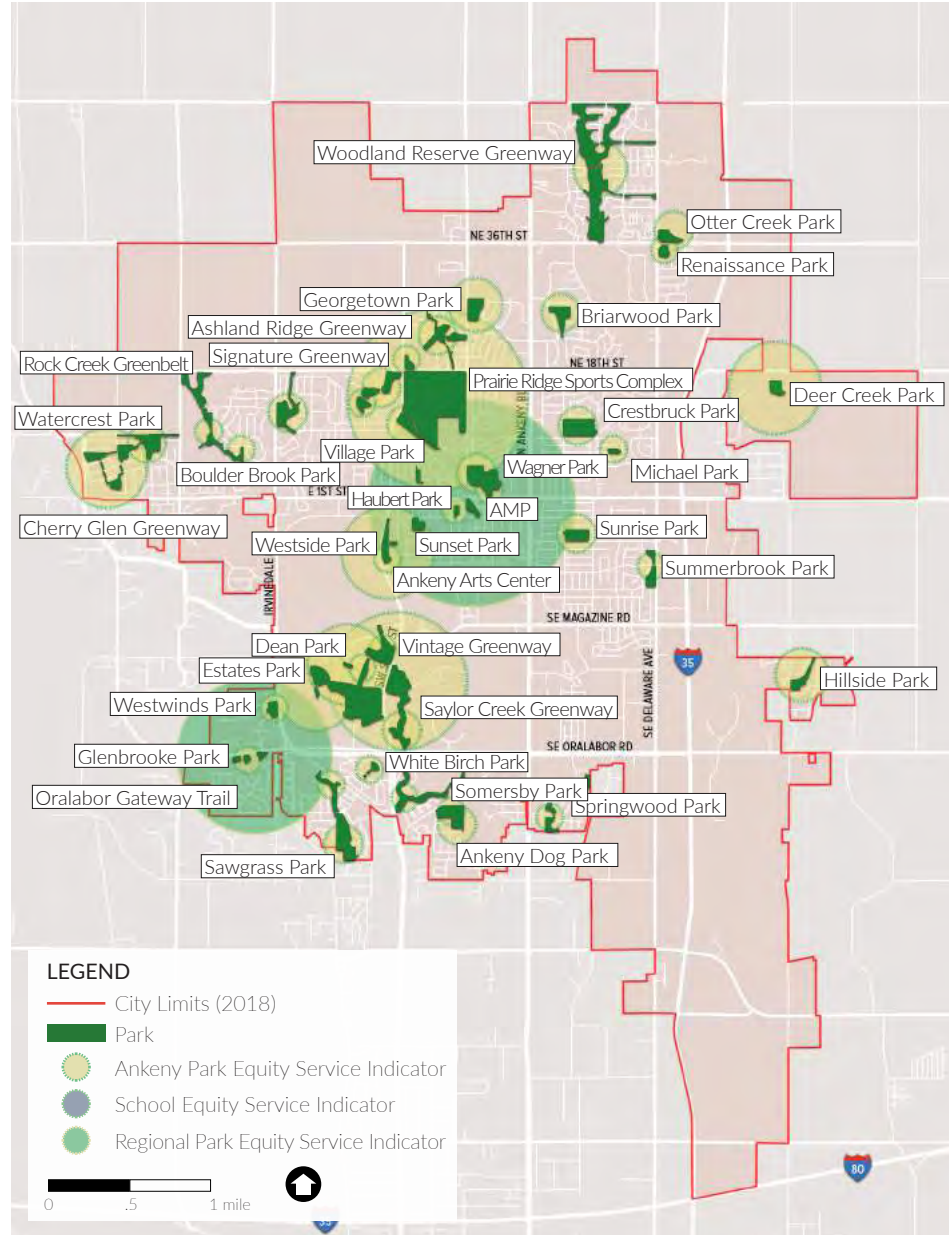 Woodland Reserve Greenway
Otter Creek Park
NE 36TH ST
Renaissance Park
Georgetown Park
Briarwood Park
Ashland Ridge Greenway
Signature Greenway
Rock Creek Greenbelt
NE 18TH ST
Prairie Ridge Sports Complex
Deer Creek Park
Crestbruck Park
Watercrest Park
N ANKENY BL
Village Park
Wagner Park
Michael Park
Boulder Brook Park
E 1ST ST
Haubert Park
AMP
Cherry Glen Greenway
Sunrise Park
Westside Park
Sunset Park
Summerbrook Park
Ankeny Arts Center
IRVINEDALE
SE MAGAZINE RD
Dean Park
Vintage Greenway
Estates Park
35
SE DELAWARE AVE
Hillside Park
Westwinds Park
Saylor Creek Greenway
SE ORALABOR RD
Glenbrooke Park
White Birch Park
Oralabor Gateway Trail
Somersby Park
Springwood Park
Ankeny Dog Park
Sawgrass Park
LEGEND
City Limits (2018)
Park
Ankeny Park Equity Service Indicator
School Equity Service Indicator
Regional Park Equity Service Indicator
0 .5 1 mile
80
35